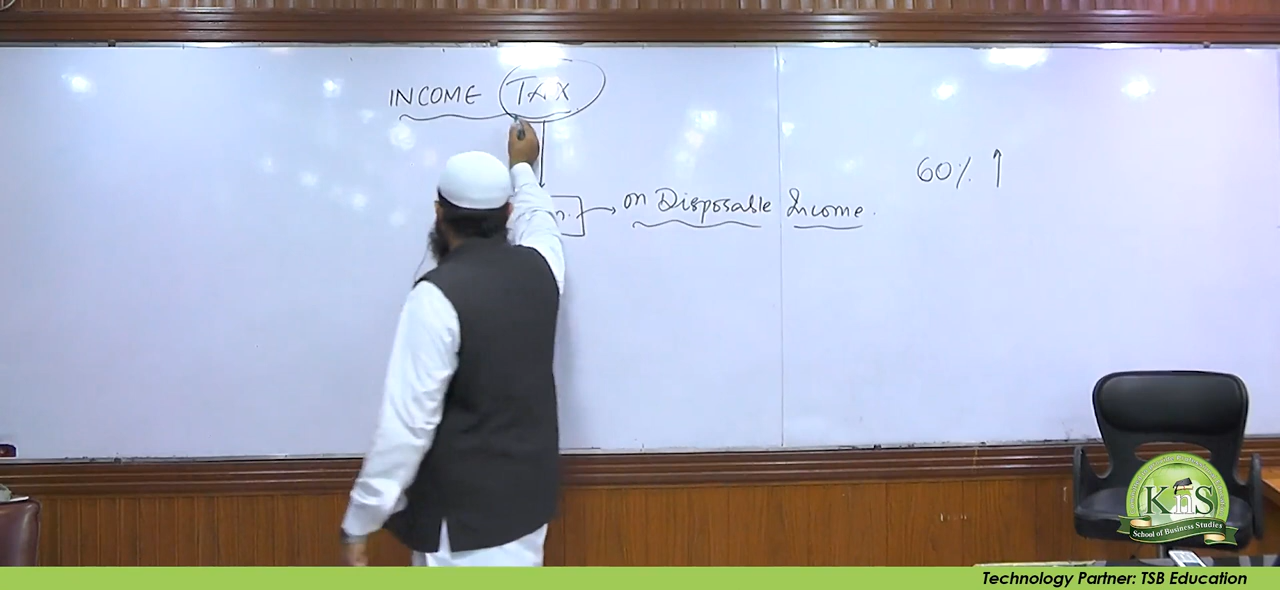 INCOME TAX
60% ↑
on Disposable Income.
KnS
School of Business Studies
Technology Partner: TSB Education